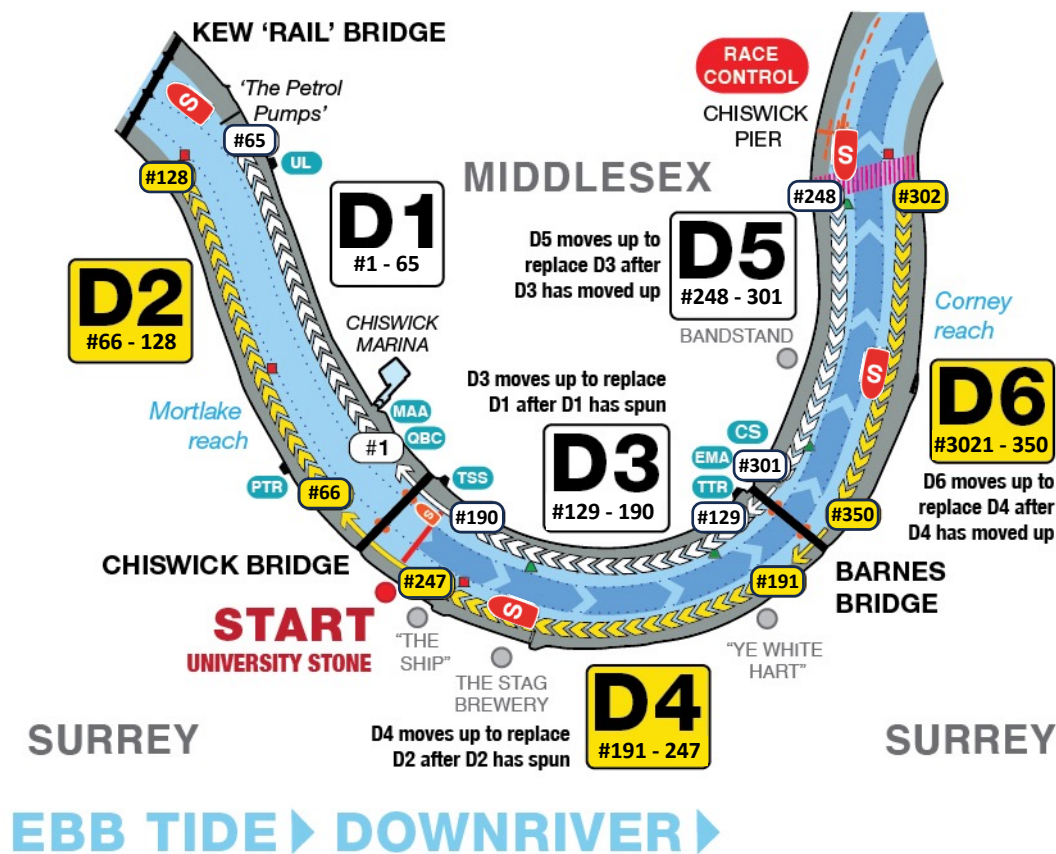 KEW ‘RAIL’ BRIDGE
‘The Petrol
Pumps’
S
#65
UL
#128
RACE
CONTROL
CHISWICK
PIER
S
MIDDLESEX
#248
#302
D1
#1 - 65
D5 moves up to
replace D3 after
D3 has moved up
D5
#248 - 301
D2
#66 - 128
BANDSTAND
Corney
reach
CHISWICK
MARINA
S
D3 moves up to replace
D1 after D1 has spun
D6
#3021 - 350
Mortlake
reach
MAA
QBC
#1
D3
#129 - 190
CS
EMA
#301
TTR
TSS
PTR
#66
D6 moves up to
replace D4 after
D4 has moved up
S
#190
#129
#350
CHISWICK BRIDGE
#247
#191
BARNES
BRIDGE
START
UNIVERSITY STONE
S
“THE
SHIP”
“YE WHITE
HART”
THE STAG
BREWERY
D4
#191 - 247
D4 moves up to replace
D2 after D2 has spun
SURREY
SURREY
EBB TIDE DOWNRIVER